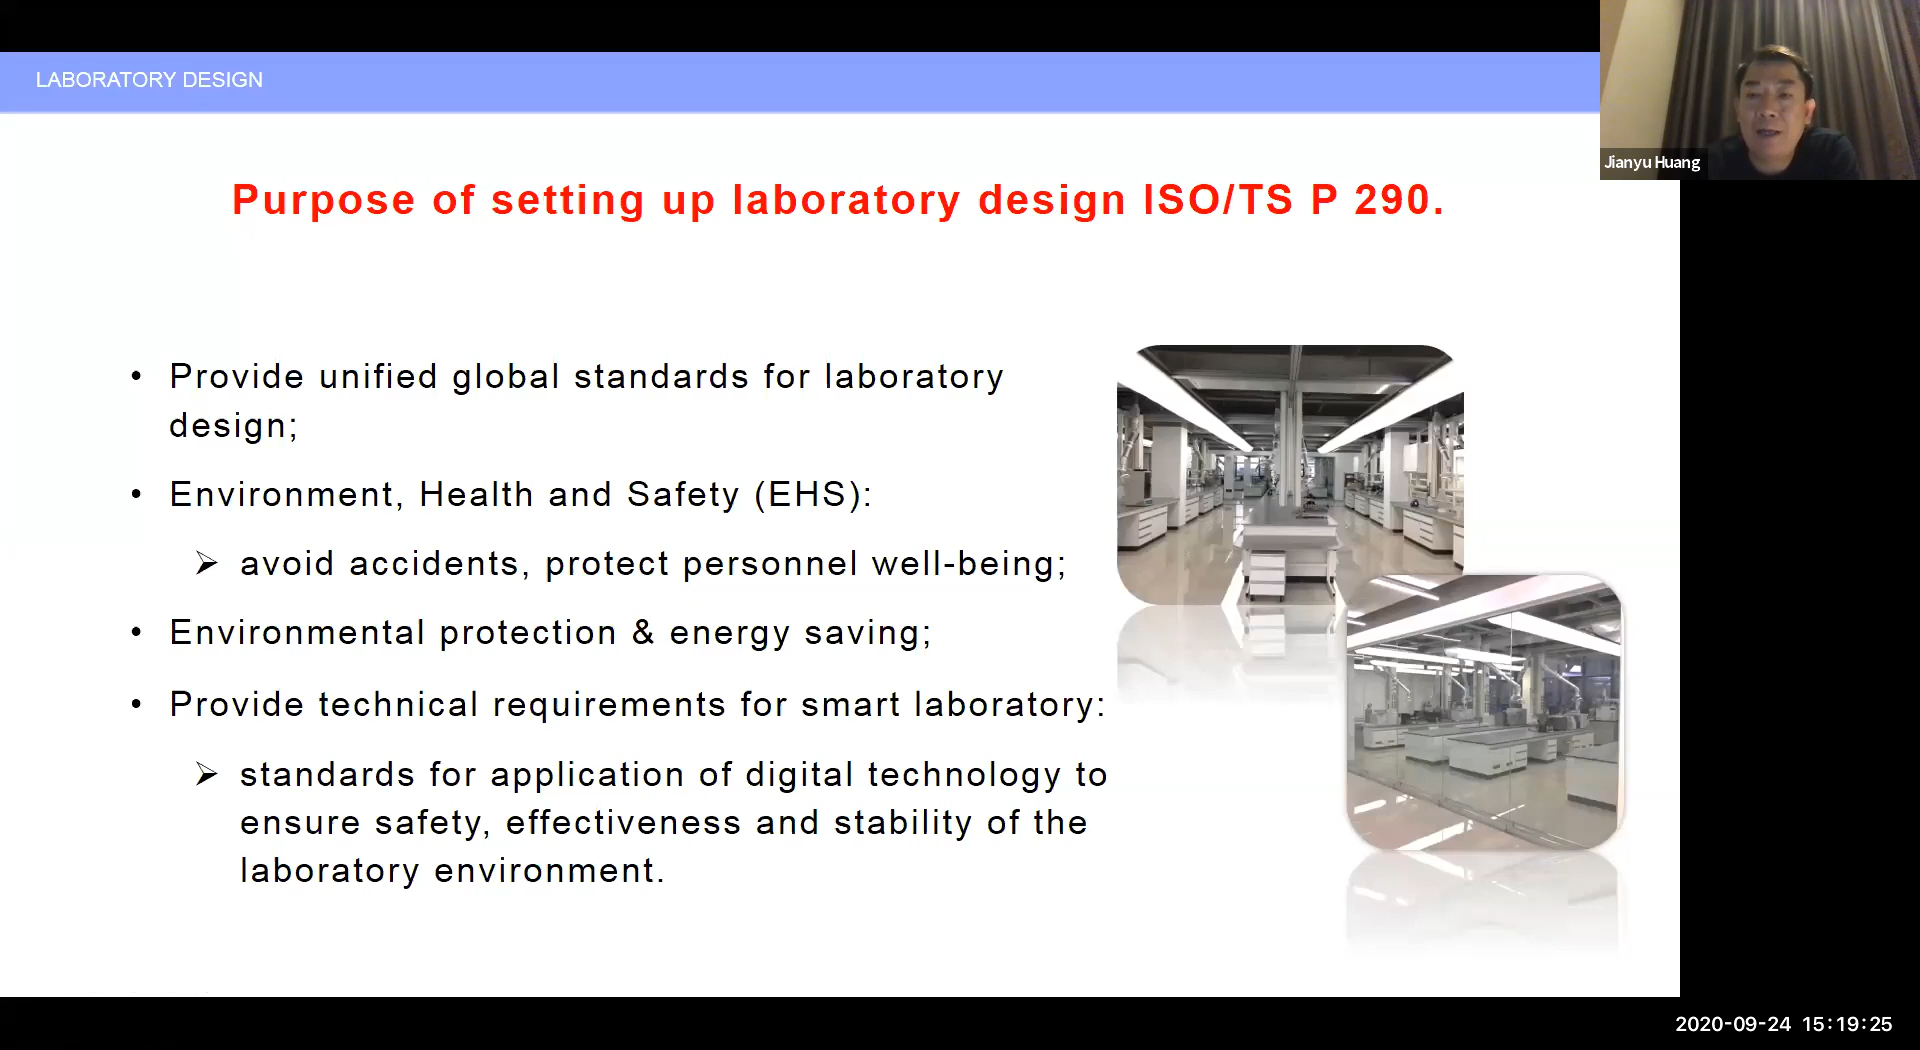 LABORATORY DESIGN
Jianyu Huang
Purpose of setting up laboratory design ISO/TS P 290.
• Provide unified global standards for laboratory
design;
• Environment, Health and Safety (EHS):
➢ avoid accidents, protect personnel well-being;
• Environmental protection & energy saving;
• Provide technical requirements for smart laboratory:
➢ standards for application of digital technology to
ensure safety, effectiveness and stability of the
laboratory environment.
2020-09-24 15:19:25